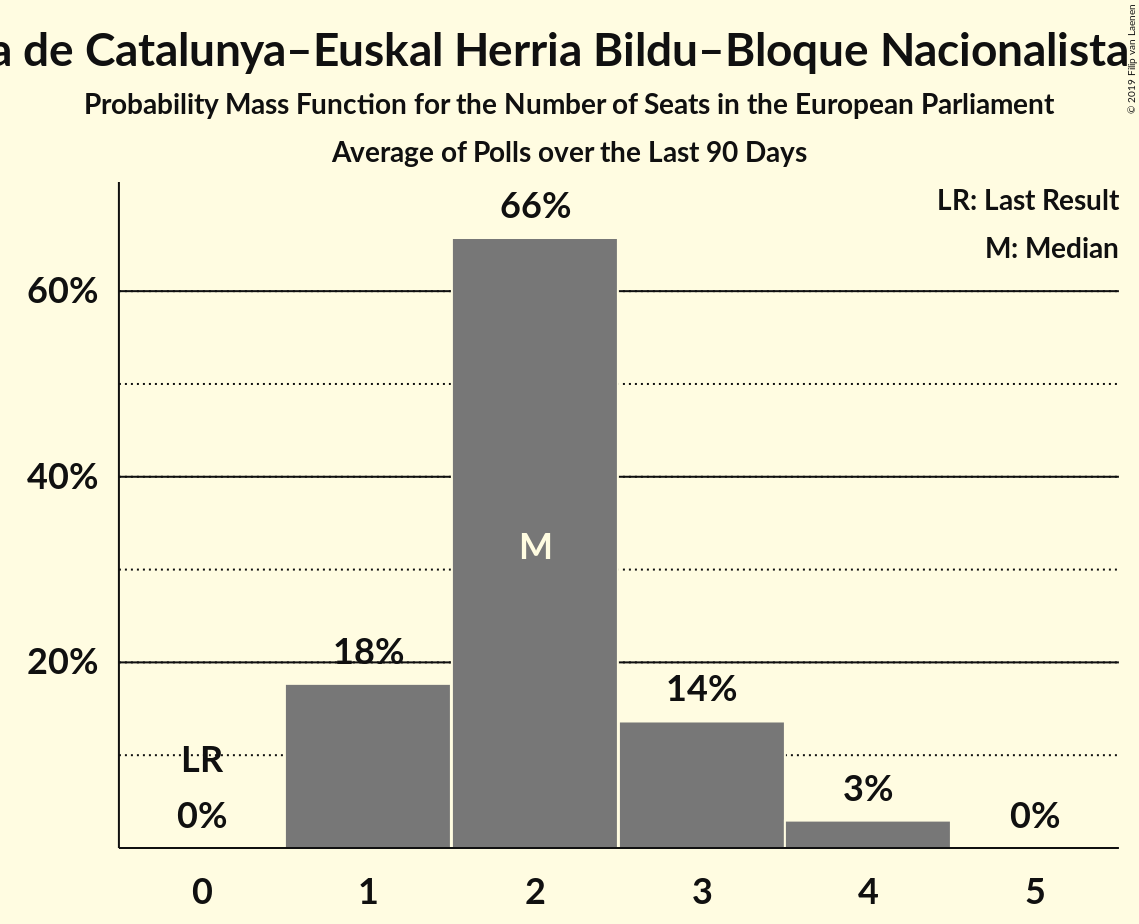 a de Catalunya–Euskal Herria Bildu–Bloque Nacionalista
© 2019 Filip van Laenen
Probability Mass Function for the Number of Seats in the European Parliament
Average of Polls over the Last 90 Days
LR: Last Result
M: Median
66%
60%
40%
M
20%
18%
14%
LR
0%
3%
0%
0 1 2 3 4 5